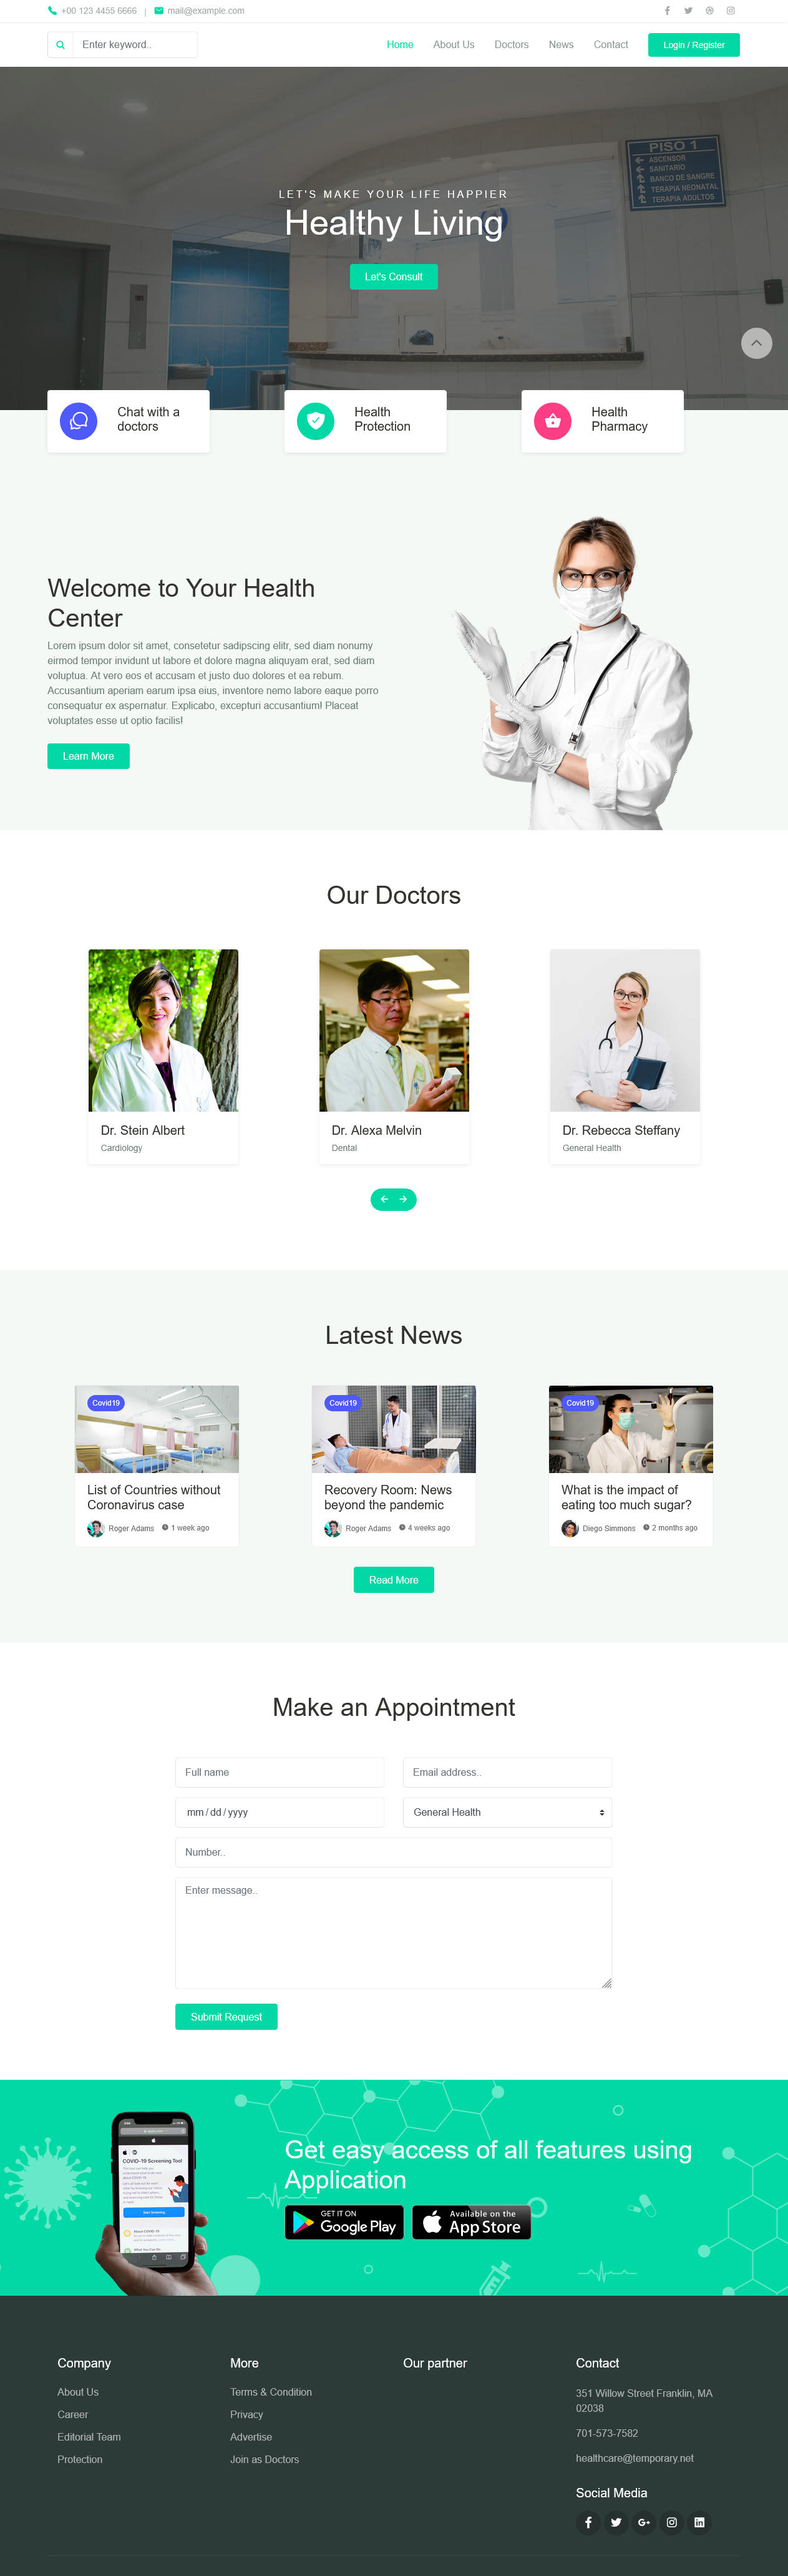 +00 123 4455 6666 | mail@example.com
Enter keyword..
Home About Us Doctors News Contact Login / Register
PISO 1
ASCENSOR
SANITARIO
BANCO DE SANGRE
TERAPIA NEONATAL
TERAPIA ADULTOS
LET'S MAKE YOUR LIFE HAPPIER
Healthy Living
Let's Consult
Chat with a
doctors
Health
Protection
Health
Pharmacy
Welcome to Your Health
Center
Lorem ipsum dolor sit amet, consetetur sadipscing elitr, sed diam nonumy
eirmod tempor invidunt ut labore et dolore magna aliquyam erat, sed diam
voluptua. At vero eos et accusam et justo duo dolores et ea rebum.
Accusantium aperiam earum ipsa eius, inventore nemo labore eaque porro
consequatur ex aspernatur. Explicabo, excepturi accusantium! Placeat
voluptates esse ut optio facilis!
Learn More
Our Doctors
Dr. Stein Albert
Cardiology
Dr. Alexa Melvin
Dental
Dr. Rebecca Steffany
General Health
Latest News
Covid19
List of Countries without
Coronavirus case
Roger Adams 1 week ago
Covid19
Recovery Room: News
beyond the pandemic
Roger Adams 4 weeks ago
Covid19
What is the impact of
eating too much sugar?
Diego Simmons 2 months ago
Read More
Make an Appointment
Full name
Email address..
mm/dd/yyyy
General Health
Number..
Enter message..
Submit Request
COVID-19 Screening Tool
Start Screening
About COVID-19
What You Can Do
Get easy access of all features using
Application
GET IT ON
Google Play
Available on the
App Store
Company
About Us
Career
Editorial Team
Protection
More
Terms & Condition
Privacy
Advertise
Join as Doctors
Our partner
Contact
351 Willow Street Franklin, MA
02038
701-573-7582
healthcare@temporary.net
Social Media